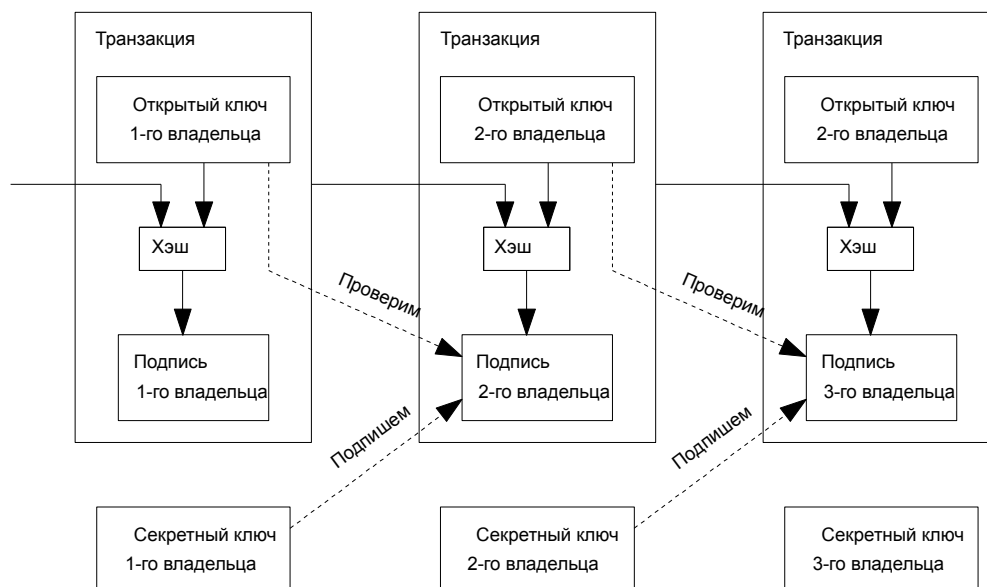 Транзакция
Транзакция
Транзакция
Открытый ключ
1-го владельца
Открытый ключ
2-го владельца
Открытый ключ
2-го владельца
Хэш
Хэш
Хэш
Проверим
Проверим
Подпись
1-го владельца
Подпись
2-го владельца
Подпись
3-го владельца
Подпишем
Подпишем
Секретный ключ
1-го владельца
Секретный ключ
2-го владельца
Секретный ключ
3-го владельца